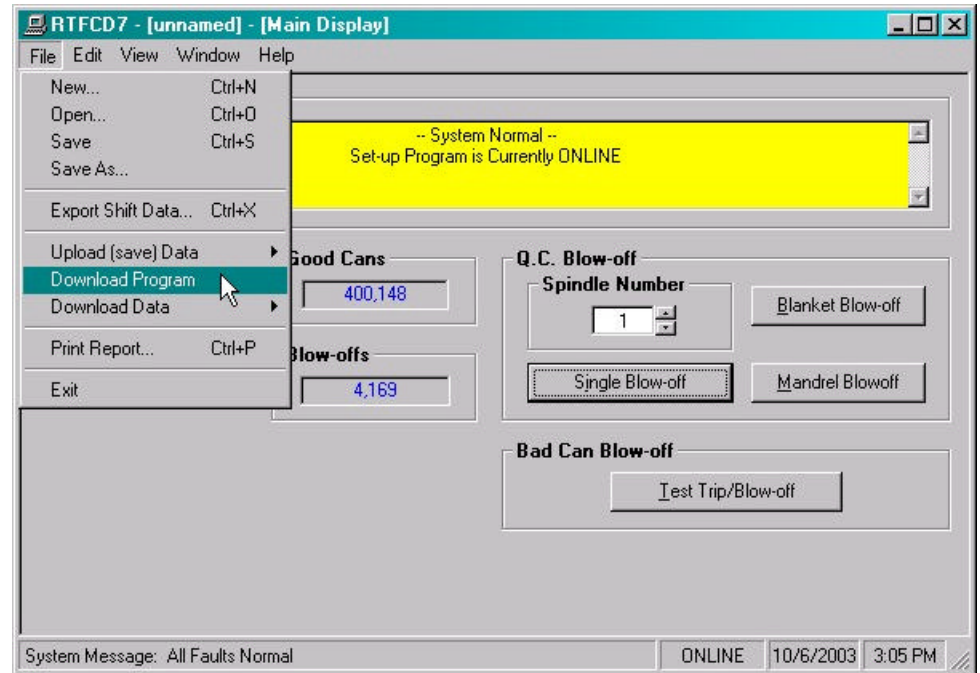 RTFCD7 - [unnamed] - [Main Display]
File Edit View Window Help
New... Ctrl+N
Open... Ctrl+O
Save Ctrl+S
Save As...
Export Shift Data... Ctrl+X
Upload (save) Data
Download Program
Download Data
Print Report... Ctrl+P
Exit
-- System Normal --
Set-up Program is Currently ONLINE
Good Cans
400,148
Blow-offs
4,169
Q.C. Blow-off
Spindle Number
1
Blanket Blow-off
Single Blow-off
Mandrel Blowoff
Bad Can Blow-off
Test Trip/Blow-off
System Message: All Faults Normal
ONLINE
10/6/2003
3:05 PM